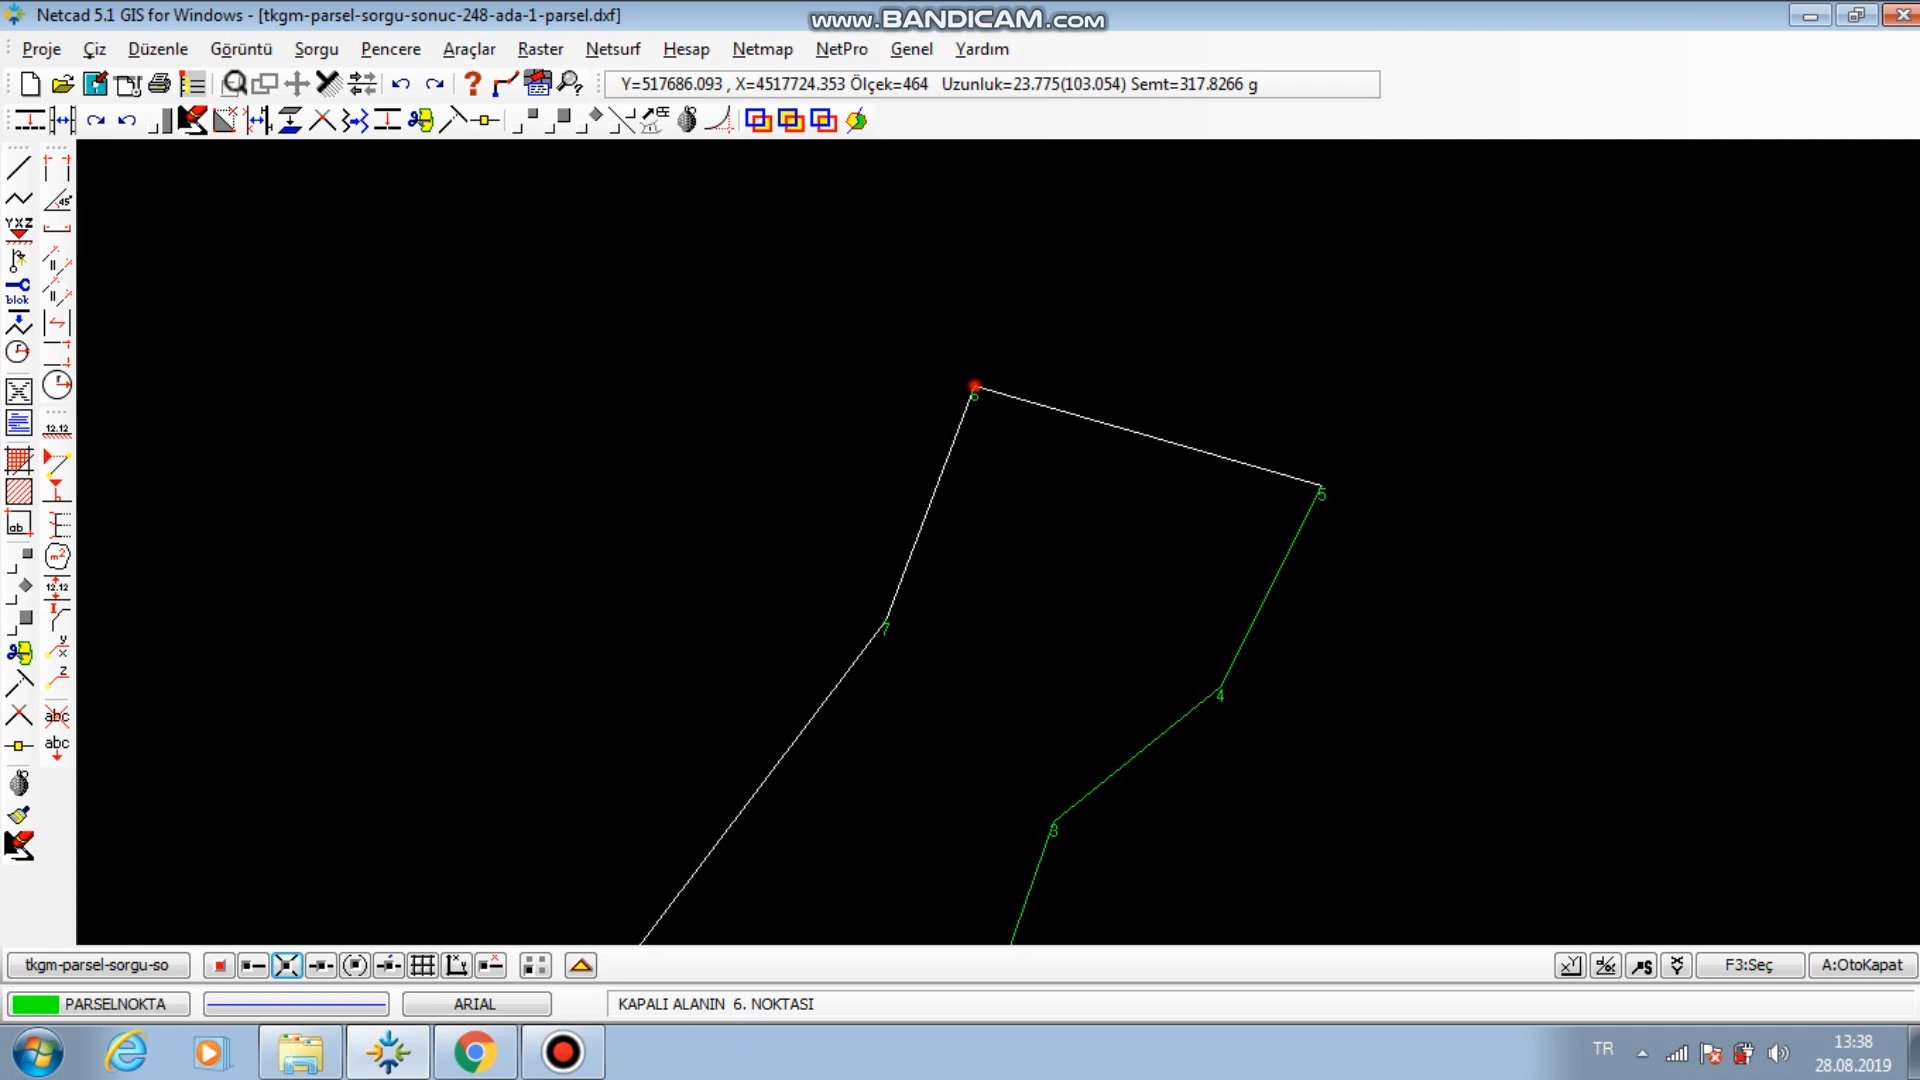 Netcad 5.1 GIS for Windows - [tkgm-parsel-sorgu-sonuc-248-ada-1-parsel.dxf]
www.BANDICAM.com
Proje Çiz Düzenle Görüntü Sorgu Pencere Araçlar Raster Netsurf Hesap Netmap NetPro Genel Yardım
Y=517686.093 , X=4517724.353 Ölçek=464 Uzunluk=23.775(103.054) Semt=317.8266 g
YXZ
45°
blok
12.12
ab
m²
12.12
y
x
z
abc
abc
6
5
7
4
3
tkgm-parsel-sorgu-so
F3:Seç
A:OtoKapat
PARSELNOKTA
ARIAL
KAPALI ALANIN 6. NOKTASI
TR
13:38
28.08.2019